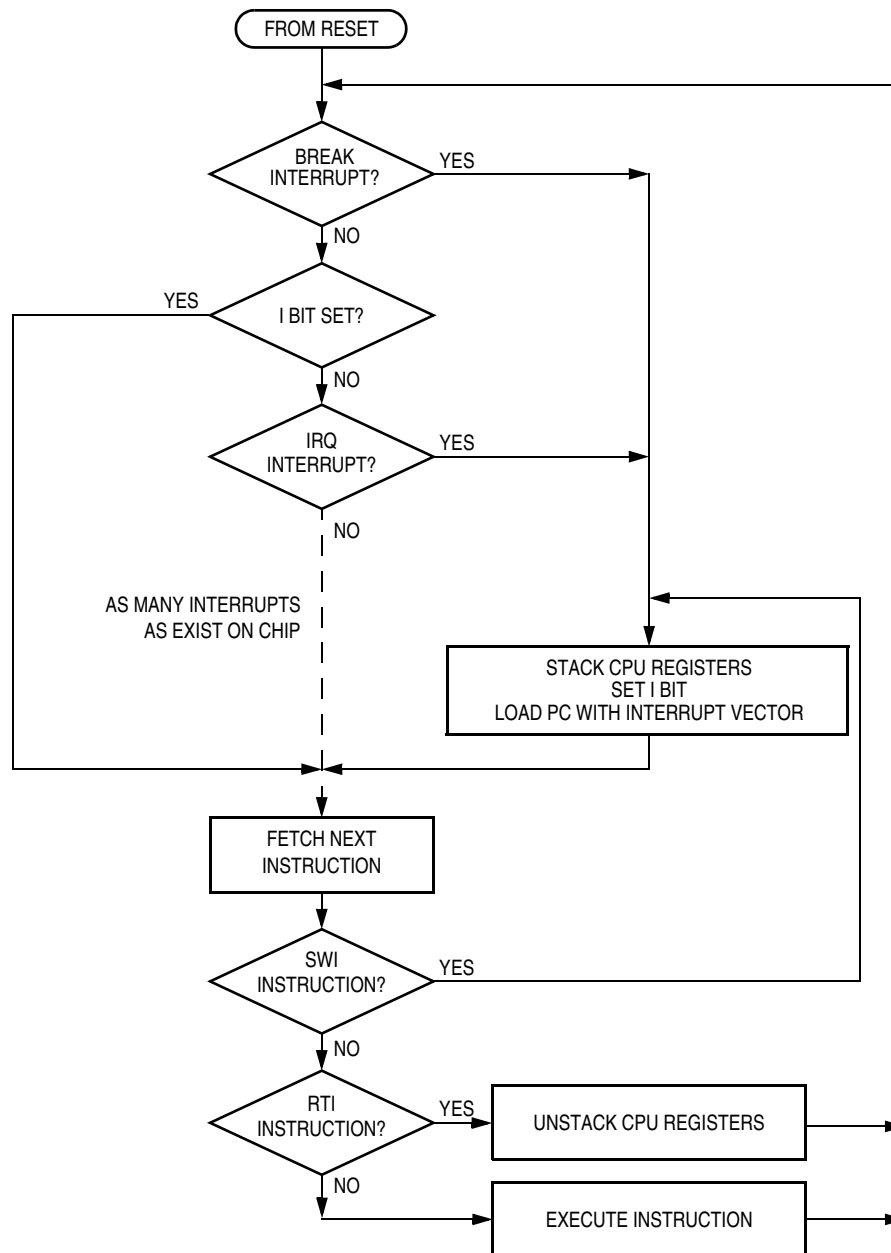 FROM RESET
BREAK
INTERRUPT?
YES
NO
YES
I BIT SET?
NO
IRQ
INTERRUPT?
YES
NO
AS MANY INTERRUPTS
AS EXIST ON CHIP
STACK CPU REGISTERS
SET I BIT
LOAD PC WITH INTERRUPT VECTOR
FETCH NEXT
INSTRUCTION
SWI
INSTRUCTION?
YES
NO
RTI
INSTRUCTION?
YES
UNSTACK CPU REGISTERS
NO
EXECUTE INSTRUCTION